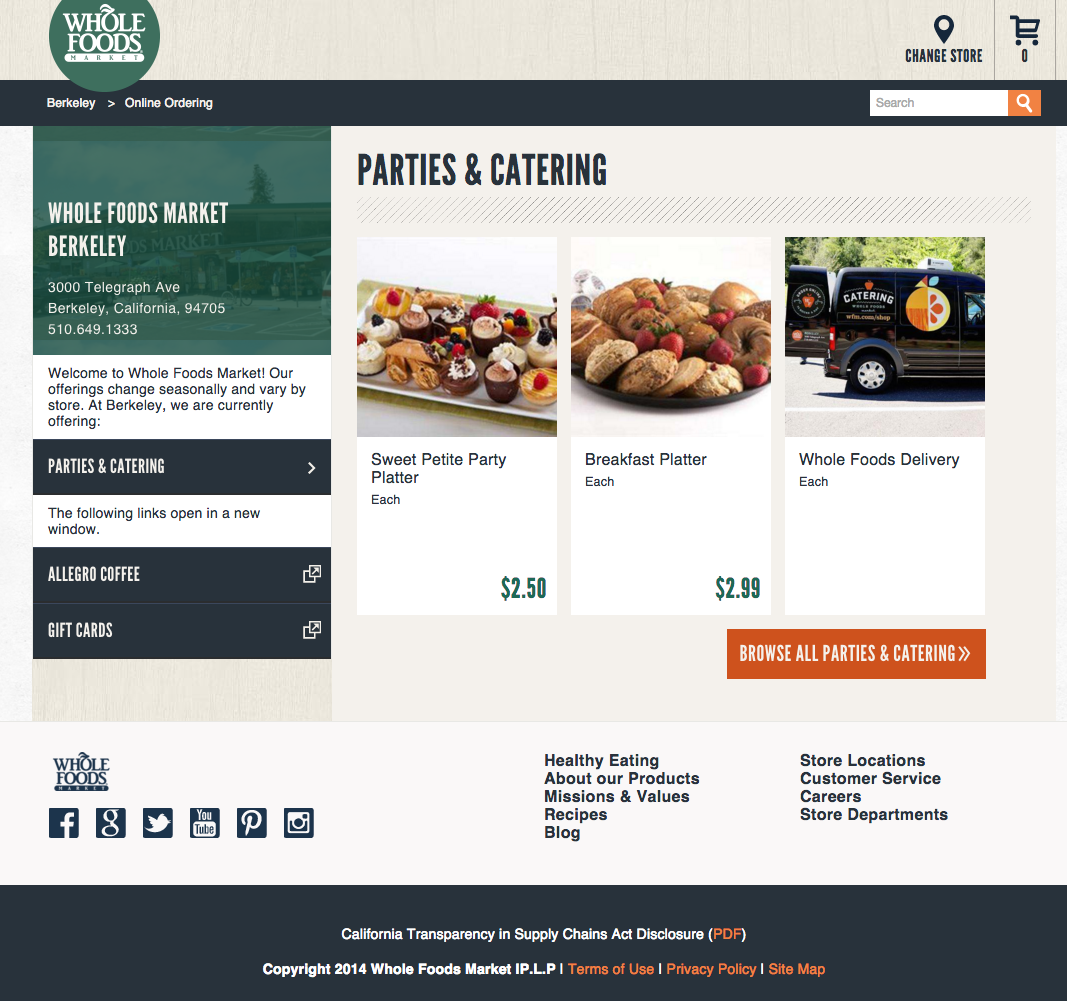 WHOLE
FOODS
MARKET
CHANGE STORE
0
Berkeley > Online Ordering
Search
PARTIES & CATERING
WHOLE FOODS MARKET
BERKELEY
3000 Telegraph Ave
Berkeley, California, 94705
510.649.1333
Welcome to Whole Foods Market! Our
offerings change seasonally and vary by
store. At Berkeley, we are currently
offering:
PARTIES & CATERING
The following links open in a new
window.
ALLEGRO COFFEE
GIFT CARDS
CATERING
WHOLE FOODS
wfm.com/shop
Sweet Petite Party
Platter
Each
$2.50
Breakfast Platter
Each
$2.99
Whole Foods Delivery
Each
BROWSE ALL PARTIES & CATERING »
WHOLE
FOODS
MARKET
You
Tube
Healthy Eating
About our Products
Missions & Values
Recipes
Blog
Store Locations
Customer Service
Careers
Store Departments
California Transparency in Supply Chains Act Disclosure (PDF)
Copyright 2014 Whole Foods Market IP.L.P | Terms of Use | Privacy Policy | Site Map